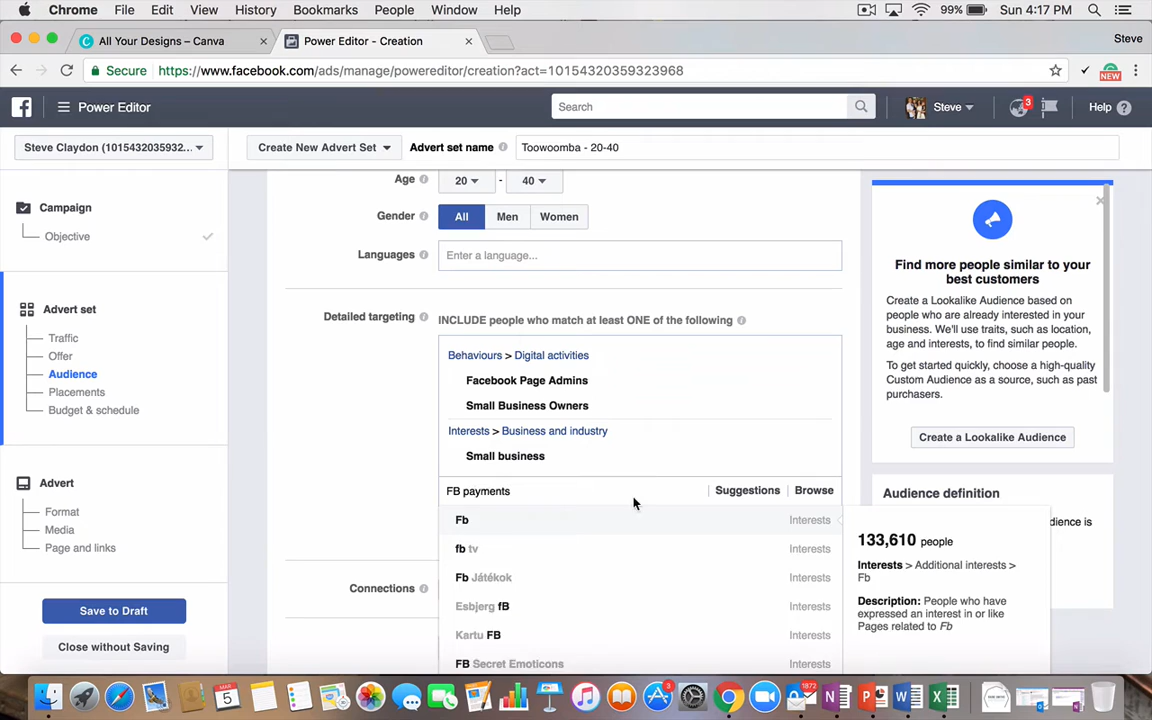 Chrome File Edit View History Bookmarks People Window Help 99% Sun 4:17 PM
All Your Designs – Canva × Power Editor - Creation × Steve
Secure https://www.facebook.com/ads/manage/powereditor/creation?act=10154320359323968 NEW
Power Editor Search Steve 3 Help
Steve Claydon (1015432035932... Create New Advert Set Advert set name Toowoomba - 20-40
Age 20 - 40
Campaign
Objective
Gender All Men Women
Languages Enter a language...
Find more people similar to your
best customers
Create a Lookalike Audience based on
people who are already interested in your
business. We'll use traits, such as location,
age and interests, to find similar people.
To get started quickly, choose a high-quality
Custom Audience as a source, such as past
purchasers.
Create a Lookalike Audience
Advert set
Traffic
Offer
Audience
Placements
Budget & schedule
Detailed targeting INCLUDE people who match at least ONE of the following
Behaviours > Digital activities
Facebook Page Admins
Small Business Owners
Interests > Business and industry
Small business
FB payments Suggestions Browse
Fb Interests
fb tv Interests
Fb Játékok Interests
Esbjerg fB Interests
Kartu FB Interests
FB Secret Emoticons Interests
Audience definition
dience is
133,610 people
Interests > Additional interests >
Fb
Description: People who have
expressed an interest in or like
Pages related to Fb
Advert
Format
Media
Page and links
Connections
Save to Draft
Close without Saving
5
3
1872